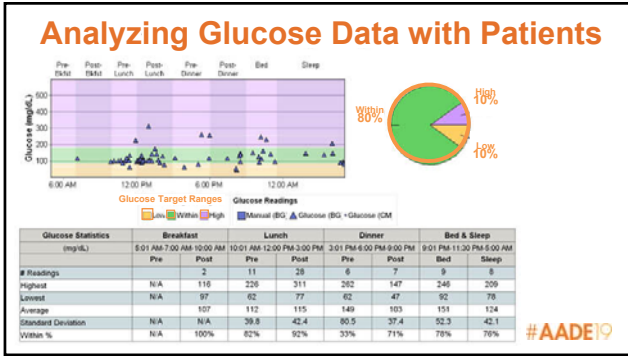 Analyzing Glucose Data with Patients
Pre- Bkfst Post- Bkfst Pre- Lunch Post- Lunch Pre- Dinner Post- Dinner Bed Sleep
Glucose (mg/dL)
500
400
300
200
100
6:00 AM 12:00 PM 6:00 PM 12:00 AM
Within 80%
High 10%
Low 10%
Glucose Target Ranges Glucose Readings
Low Within High Manual (BG) Glucose (BG +Glucose (CM
Glucose Statistics Breakfast Lunch Dinner Bed & Sleep
(mg/dL) 5:01 AM-7:00 AM-10:00 AM 10:01 AM-12:00 PM-3:00 PM 3:01 PM-6:00 PM-9:00 PM 9:01 PM-11:30 PM-5:00 AM
Pre Post Pre Post Pre Post Bed Sleep
# Readings 2 11 28 6 7 9 8
Highest N/A 116 226 311 262 147 246 209
Lowest N/A 97 62 77 62 47 92 78
Average 107 112 115 149 103 151 124
Standard Deviation N/A N/A 39.8 42.4 80.5 37.4 52.3 42.1
Within % N/A 100% 82% 92% 33% 71% 78% 76%
#AADE19